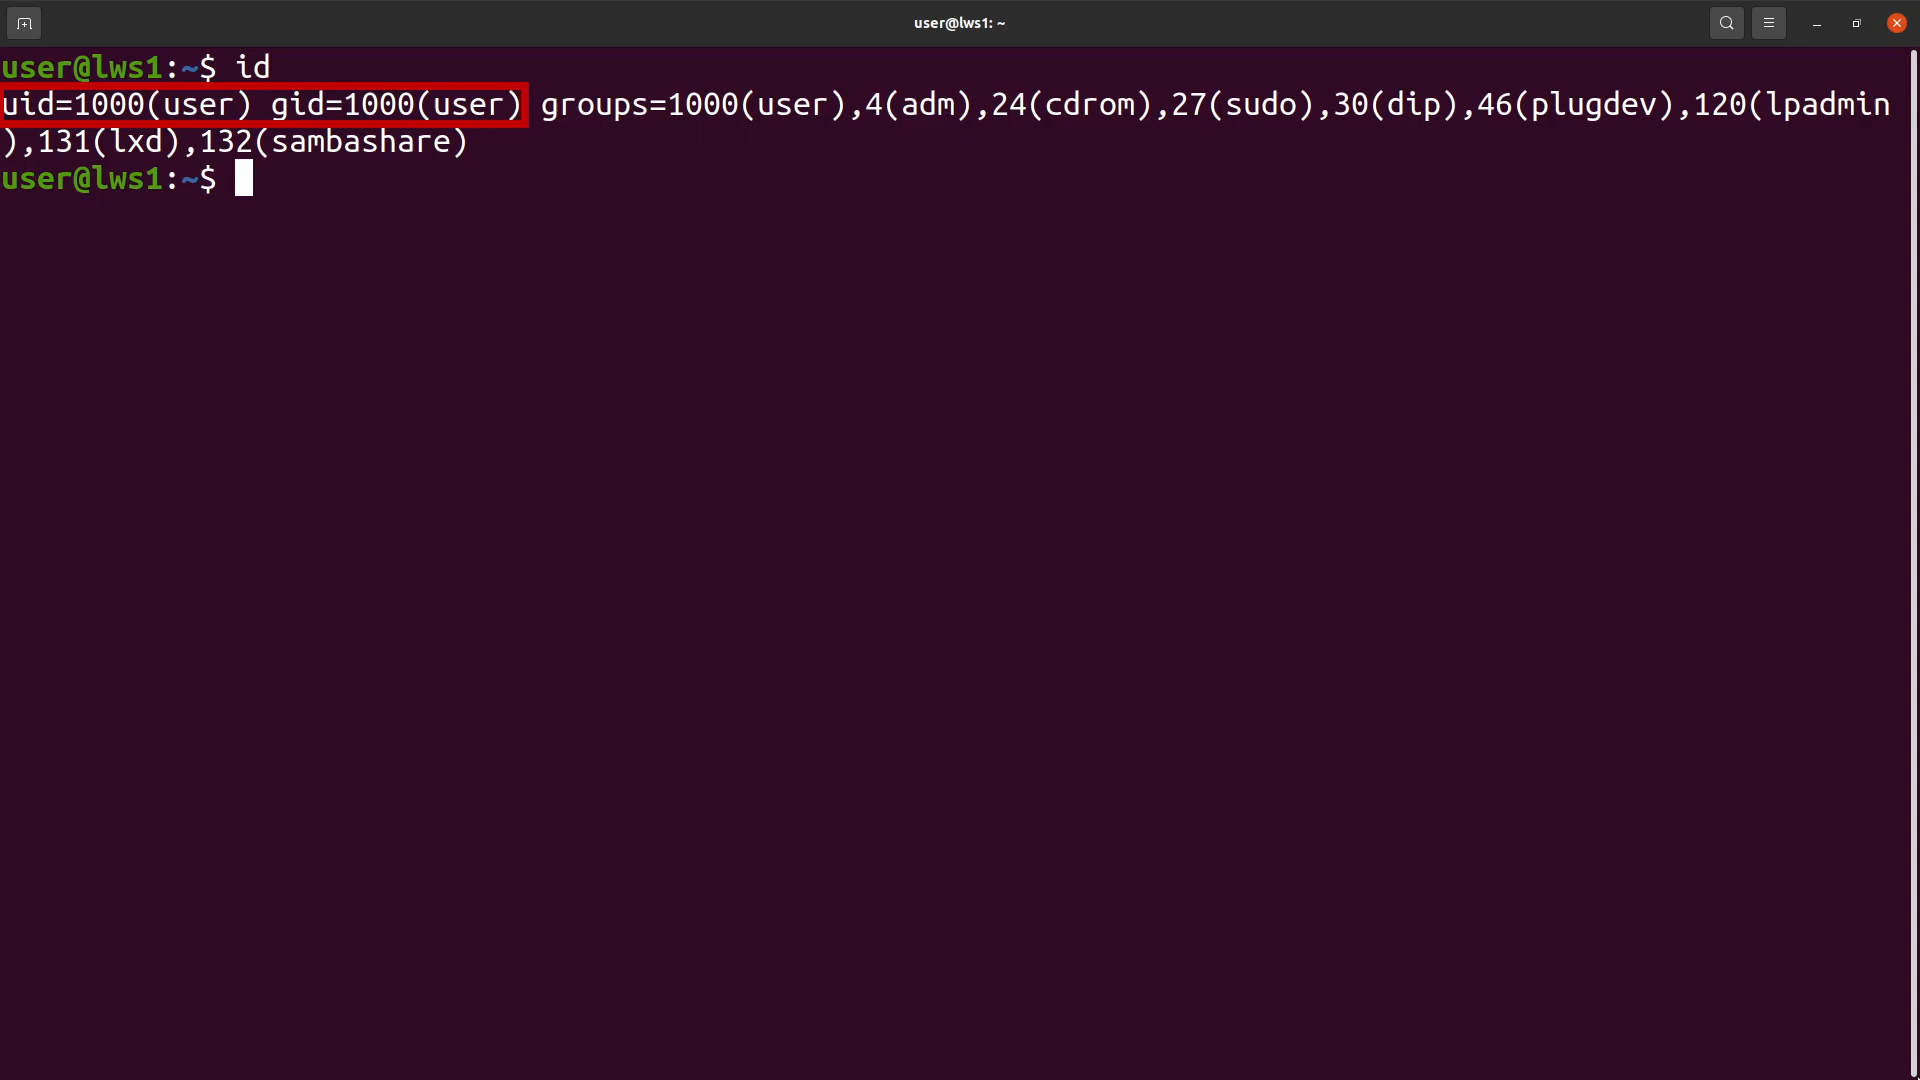 user@lws1: ~
user@lws1:~$ id
uid=1000(user) gid=1000(user) groups=1000(user),4(adm),24(cdrom),27(sudo),30(dip),46(plugdev),120(lpadmin
),131(lxd),132(sambashare)
user@lws1:~$